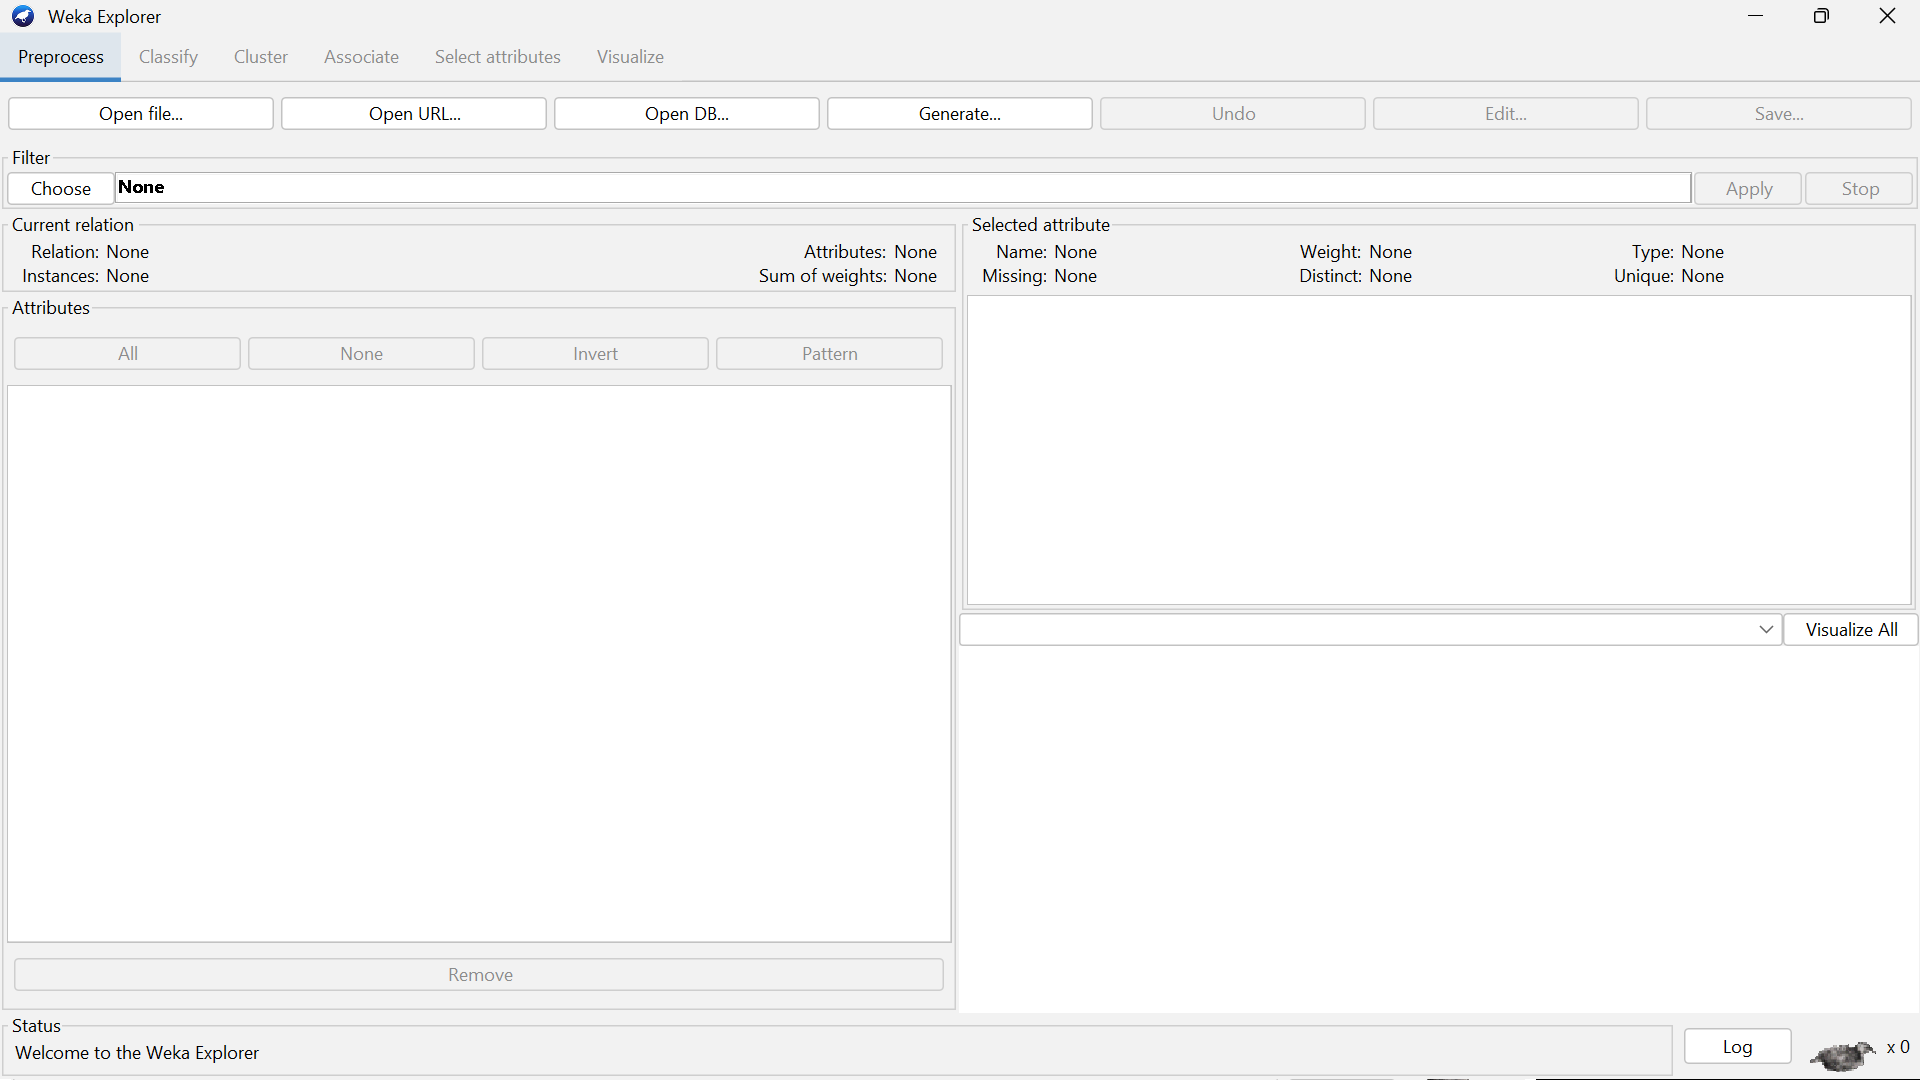 Weka Explorer
Preprocess Classify Cluster Associate Select attributes Visualize
Open file... Open URL... Open DB... Generate... Undo Edit... Save...
Filter
Choose None Apply Stop
Current relation
Relation: None Attributes: None
Instances: None Sum of weights: None
Selected attribute
Name: None Weight: None Type: None
Missing: None Distinct: None Unique: None
Attributes
All None Invert Pattern
Visualize All
Remove
Status
Welcome to the Weka Explorer
Log x 0